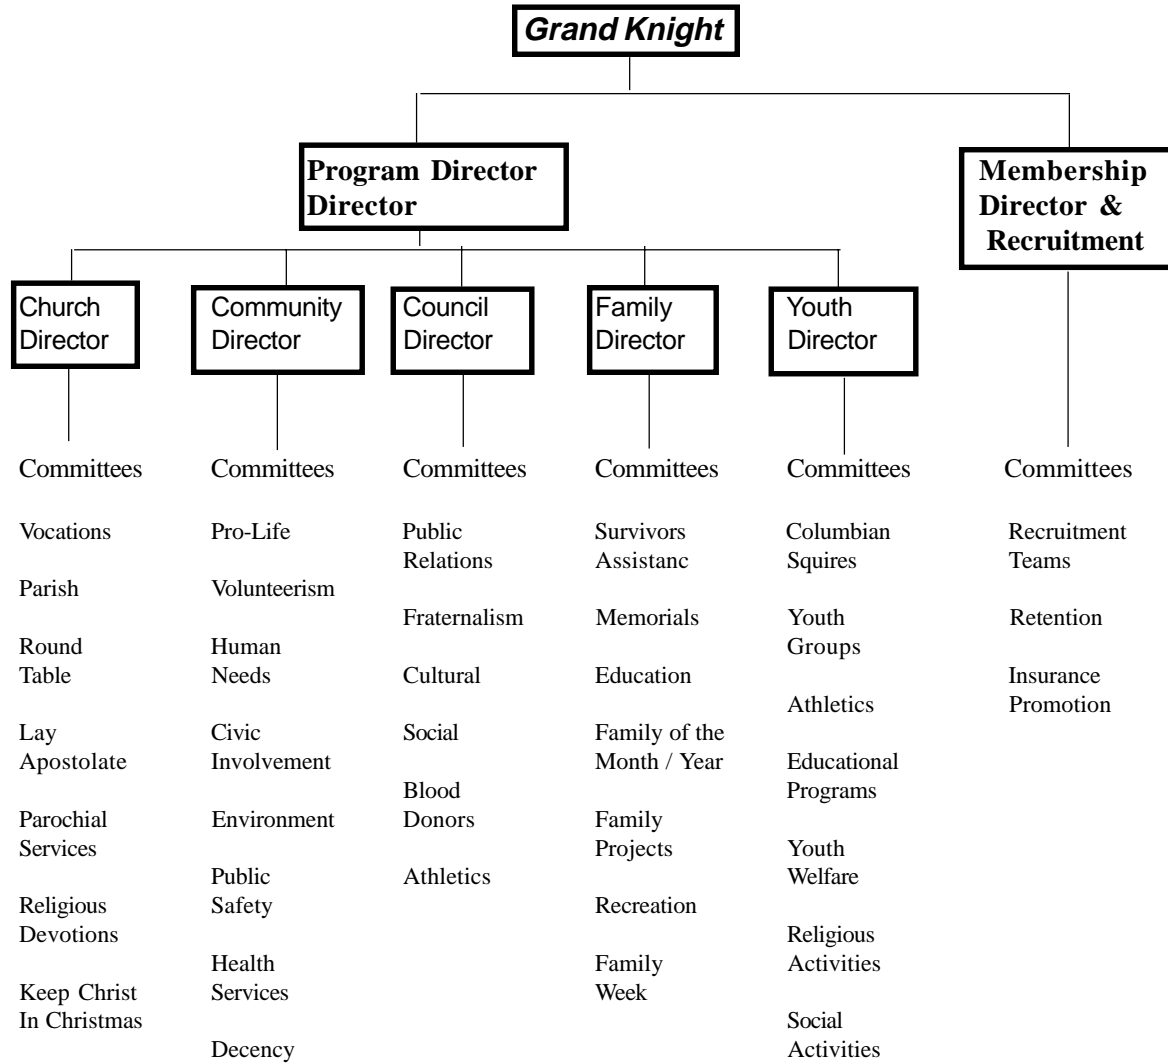 Grand Knight
Program Director
Director
Membership
Director &
Recruitment
Church
Director
Community
Director
Council
Director
Family
Director
Youth
Director
Committees
Vocations
Parish
Round
Table
Lay
Apostolate
Parochial
Services
Religious
Devotions
Keep Christ
In Christmas
Committees
Pro-Life
Volunteerism
Human
Needs
Civic
Involvement
Environment
Public
Safety
Health
Services
Decency
Committees
Public
Relations
Fraternalism
Cultural
Social
Blood
Donors
Athletics
Committees
Survivors
Assistanc
Memorials
Education
Family of the
Month / Year
Family
Projects
Recreation
Family
Week
Committees
Columbian
Squires
Youth
Groups
Athletics
Educational
Programs
Youth
Welfare
Religious
Activities
Social
Activities
Committees
Recruitment
Teams
Retention
Insurance
Promotion